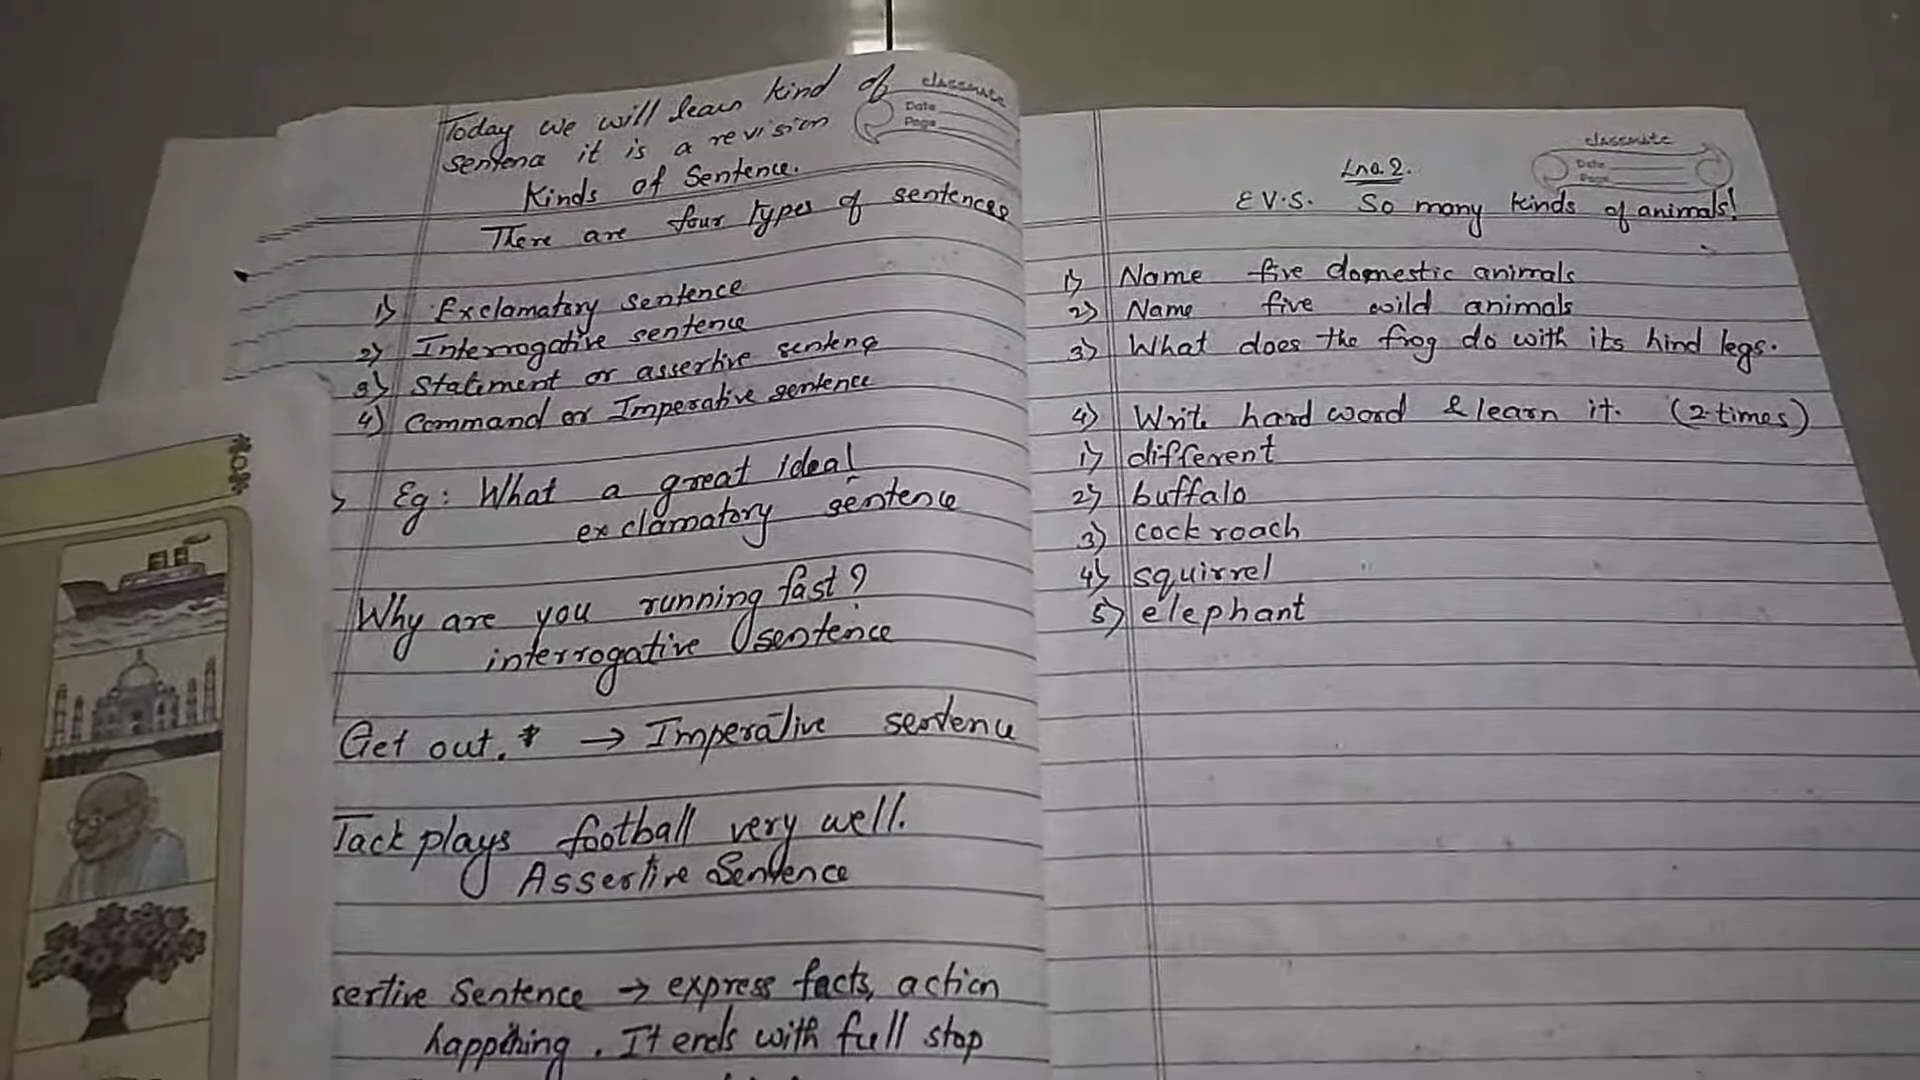 Today we will learn kind of
sentena it is a revision
Kinds of Sentence.
There are four types of sentences
1) Exclamatory sentence
2) Interrogative sentence
3) Statement or assertive sentence
4) Command or Imperative sentence
Eg: What a great idea!
exclamatory sentence
Why are you running fast?
interrogative sentence
Get out. → Imperative sentence
Jack plays football very well.
Assertive Sentence
sertive Sentence → express facts, action
happening. It ends with full stop
classmate
Date
Page
classmate
Date
Page
Lno.2.
E V.S. So many kinds of animals!
1) Name five domestic animals
2) Name five wild animals
3) What does the frog do with its hind legs.
4) Write hard word & learn it. (2 times)
1) different
2) buffalo
3) cockroach
4) squirrel
5) elephant